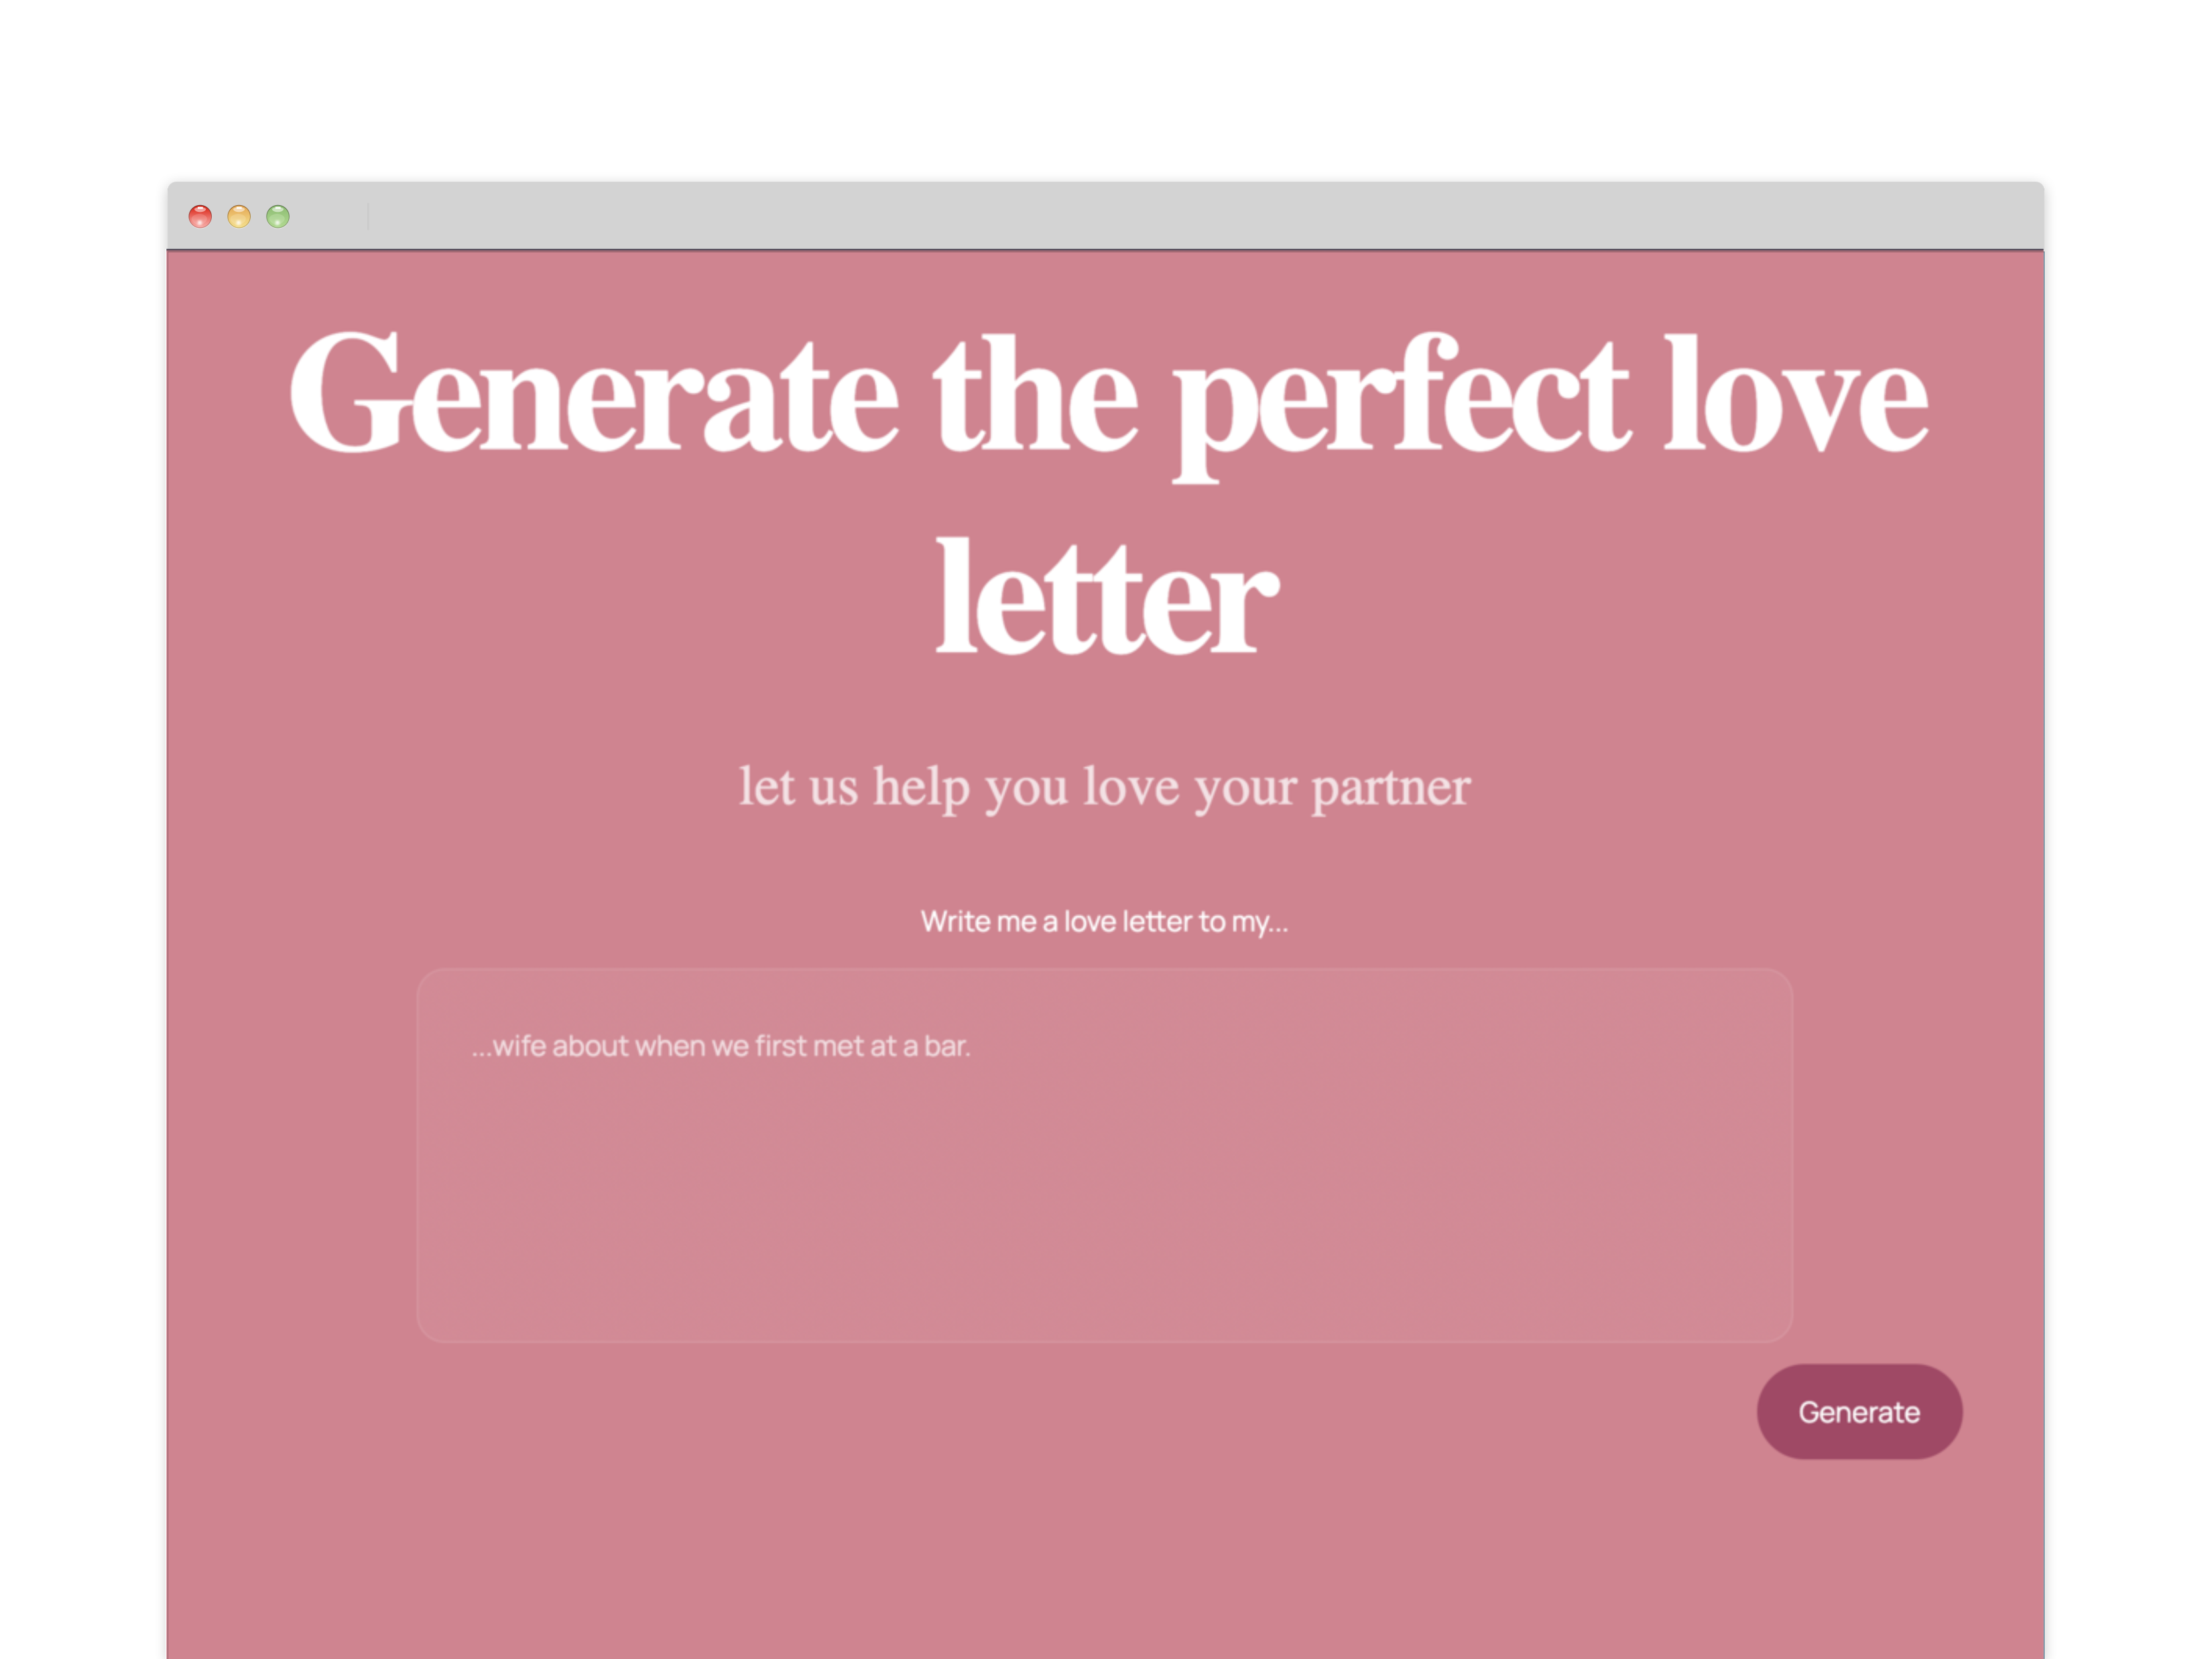 Generate the perfect love
letter
let us help you love your partner
Write me a love letter to my...
...wife about when we first met at a bar.
Generate